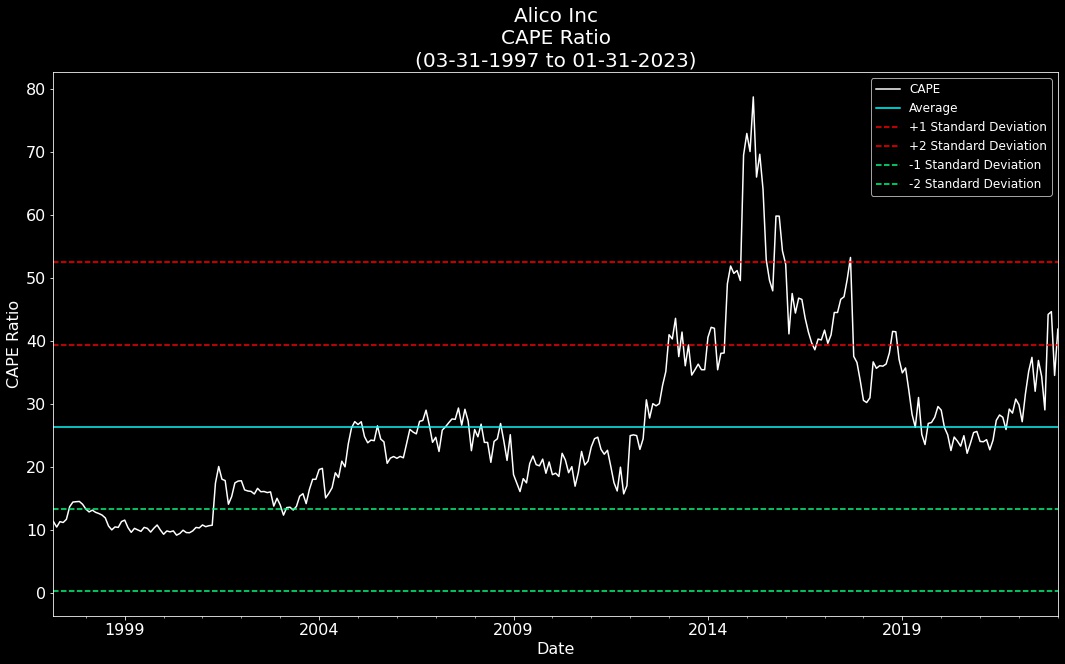 Alico Inc
CAPE Ratio
(03-31-1997 to 01-31-2023)
CAPE
Average
+1 Standard Deviation
+2 Standard Deviation
-1 Standard Deviation
-2 Standard Deviation
CAPE Ratio
80
70
60
50
40
30
20
10
0
1999
2004
2009
2014
2019
Date